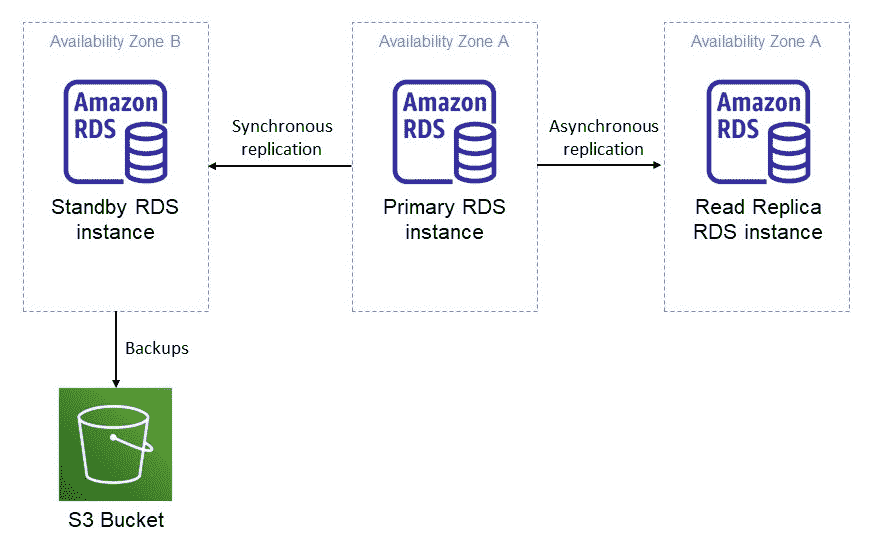 Availability Zone B
Amazon
RDS
Standby RDS
instance
Synchronous
replication
Availability Zone A
Amazon
RDS
Primary RDS
instance
Asynchronous
replication
Availability Zone A
Amazon
RDS
Read Replica
RDS instance
Backups
S3 Bucket